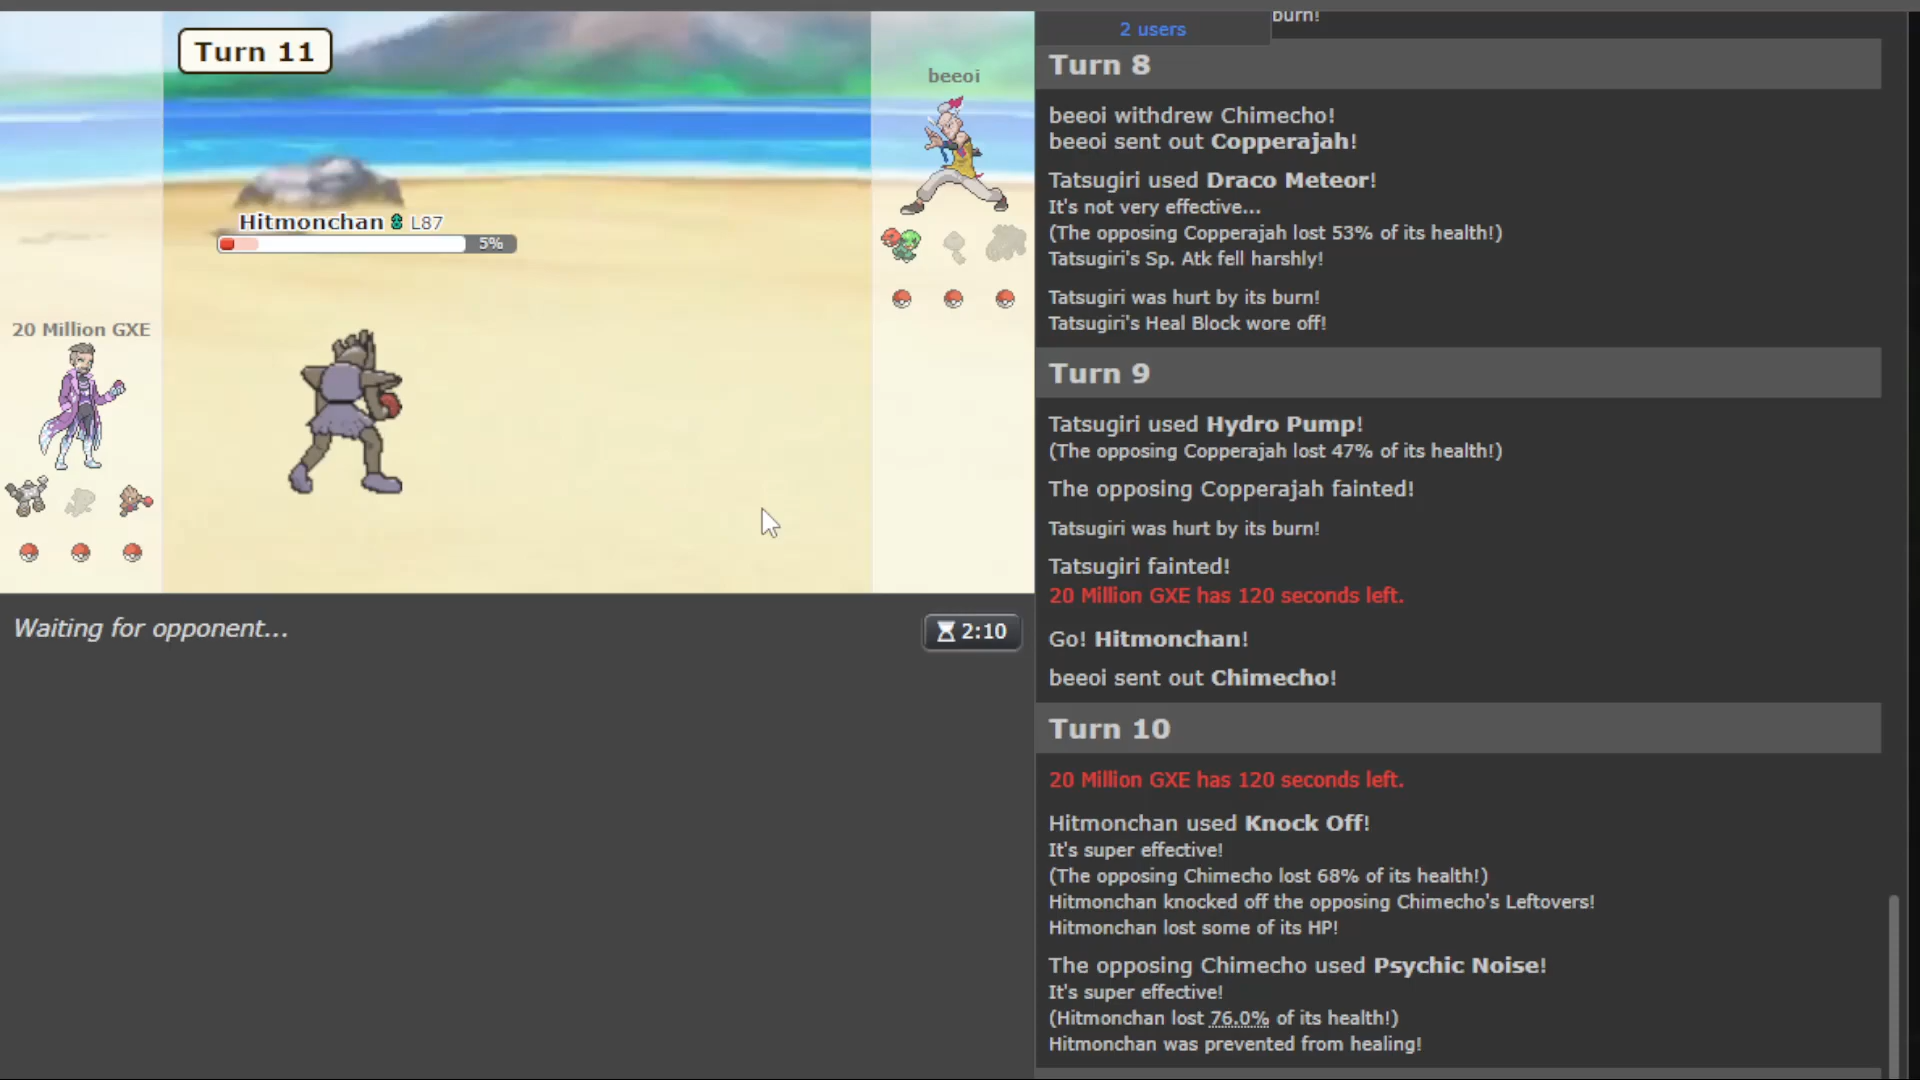 Turn 11
Hitmonchan L87
5%
20 Million GXE
beeoi
Waiting for opponent...
2:10
2 users
burn!
Turn 8
beeoi withdrew Chimecho!
beeoi sent out Copperajah!
Tatsugiri used Draco Meteor!
It's not very effective...
(The opposing Copperajah lost 53% of its health!)
Tatsugiri's Sp. Atk fell harshly!
Tatsugiri was hurt by its burn!
Tatsugiri's Heal Block wore off!
Turn 9
Tatsugiri used Hydro Pump!
(The opposing Copperajah lost 47% of its health!)
The opposing Copperajah fainted!
Tatsugiri was hurt by its burn!
Tatsugiri fainted!
20 Million GXE has 120 seconds left.
Go! Hitmonchan!
beeoi sent out Chimecho!
Turn 10
20 Million GXE has 120 seconds left.
Hitmonchan used Knock Off!
It's super effective!
(The opposing Chimecho lost 68% of its health!)
Hitmonchan knocked off the opposing Chimecho's Leftovers!
Hitmonchan lost some of its HP!
The opposing Chimecho used Psychic Noise!
It's super effective!
(Hitmonchan lost 76.0% of its health!)
Hitmonchan was prevented from healing!